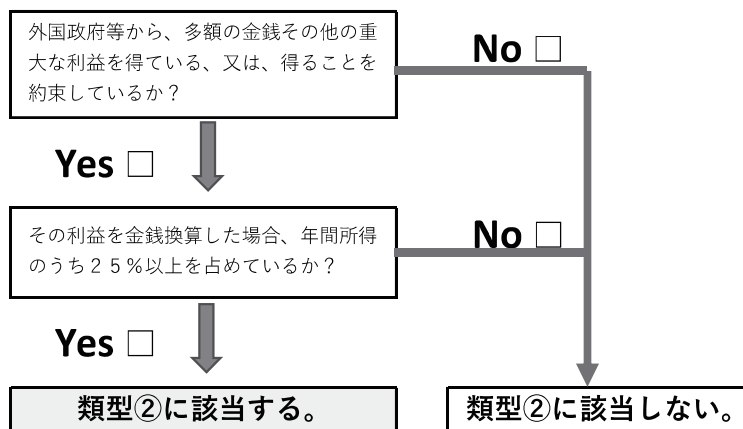 外国政府等から、多額の金銭その他の重
大な利益を得ている、又は、得ることを
約束しているか？
No □
Yes □
その利益を金銭換算した場合、年間所得
のうち２５％以上を占めているか？
No □
Yes □
類型②に該当する。
類型②に該当しない。